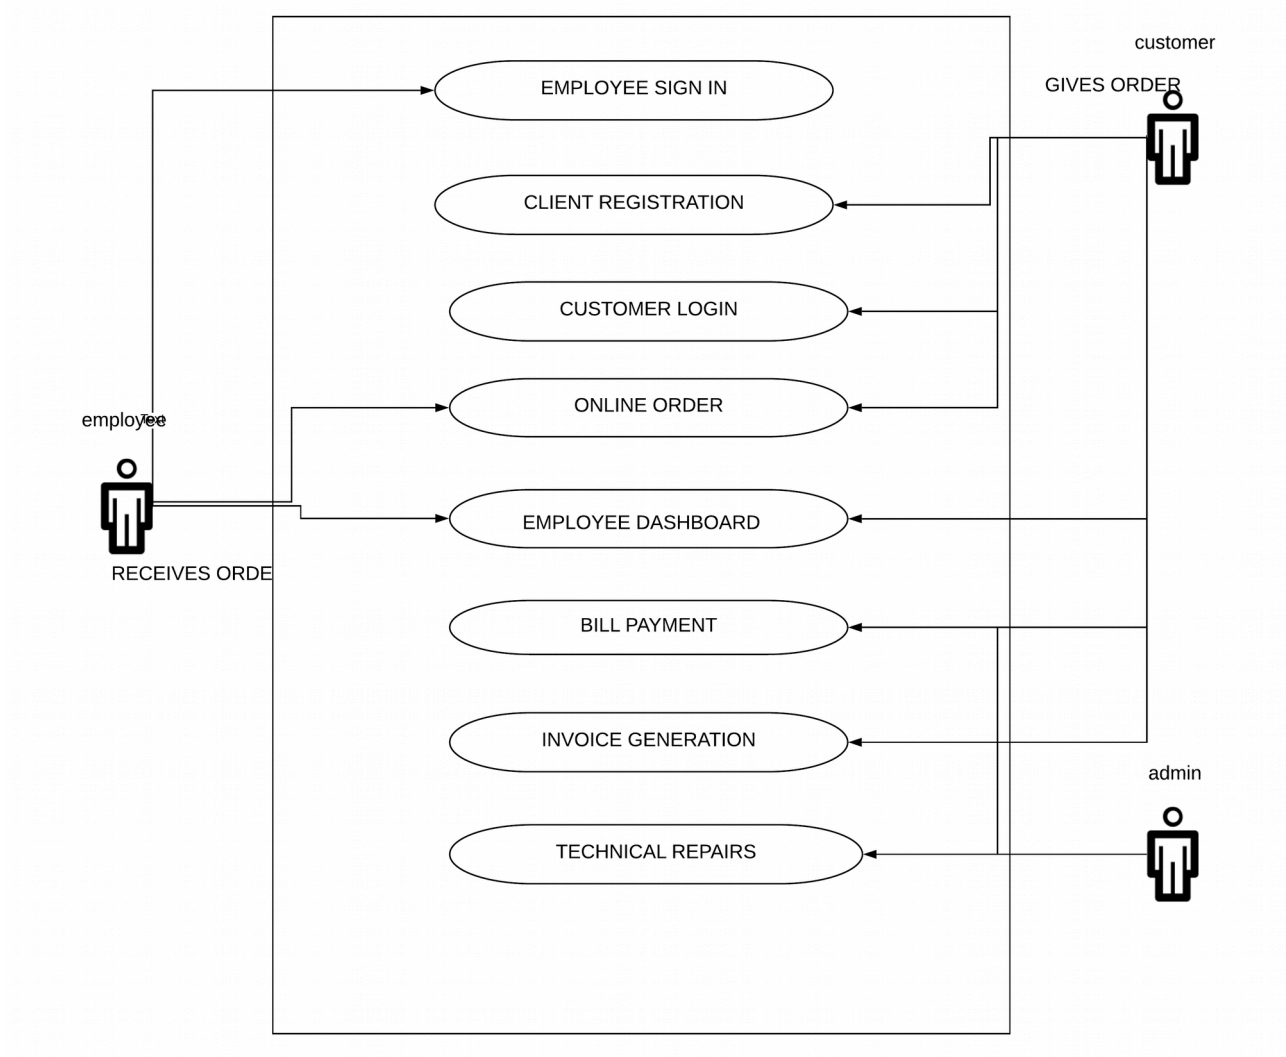 customer
GIVES ORDER
EMPLOYEE SIGN IN
CLIENT REGISTRATION
CUSTOMER LOGIN
ONLINE ORDER
employee
Text
EMPLOYEE DASHBOARD
RECEIVES ORDE
BILL PAYMENT
INVOICE GENERATION
admin
TECHNICAL REPAIRS